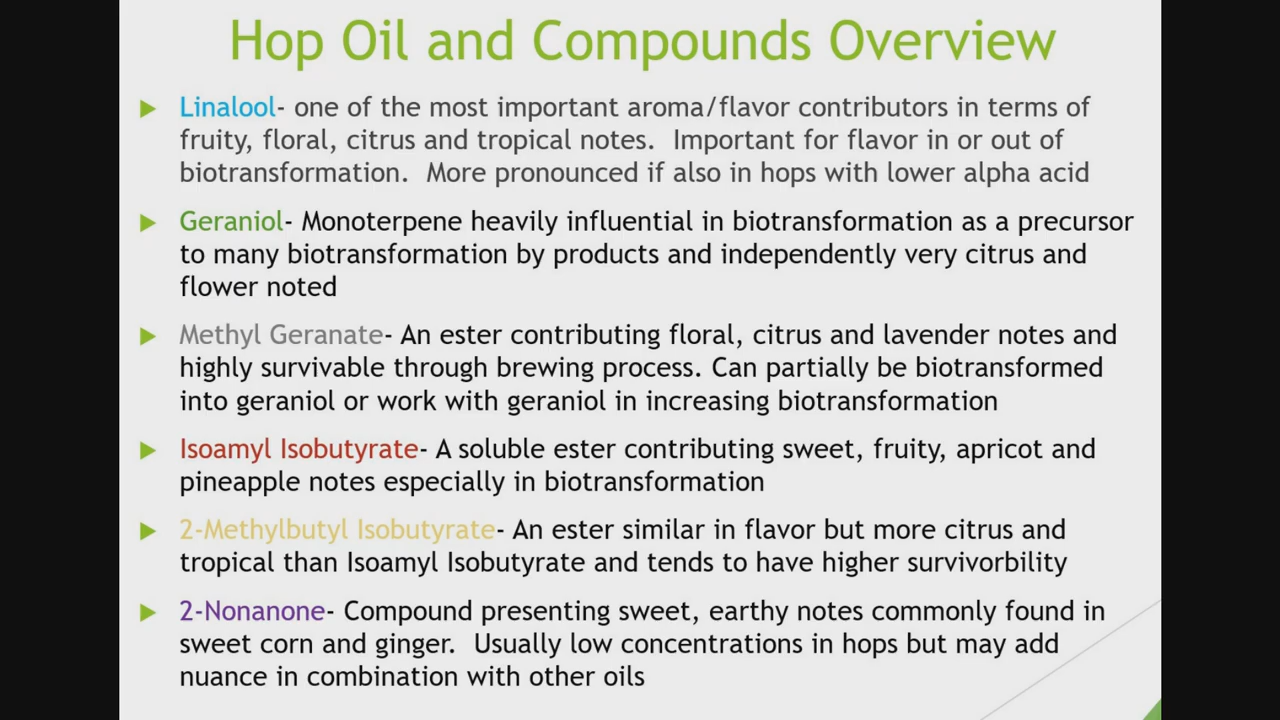 Hop Oil and Compounds Overview
Linalool- one of the most important aroma/flavor contributors in terms of
fruity, floral, citrus and tropical notes.  Important for flavor in or out of
biotransformation.  More pronounced if also in hops with lower alpha acid
Geraniol- Monoterpene heavily influential in biotransformation as a precursor
to many biotransformation by products and independently very citrus and
flower noted
Methyl Geranate- An ester contributing floral, citrus and lavender notes and
highly survivable through brewing process. Can partially be biotransformed
into geraniol or work with geraniol in increasing biotransformation
Isoamyl Isobutyrate- A soluble ester contributing sweet, fruity, apricot and
pineapple notes especially in biotransformation
2-Methylbutyl Isobutyrate- An ester similar in flavor but more citrus and
tropical than Isoamyl Isobutyrate and tends to have higher survivorbility
2-Nonanone- Compound presenting sweet, earthy notes commonly found in
sweet corn and ginger.  Usually low concentrations in hops but may add
nuance in combination with other oils